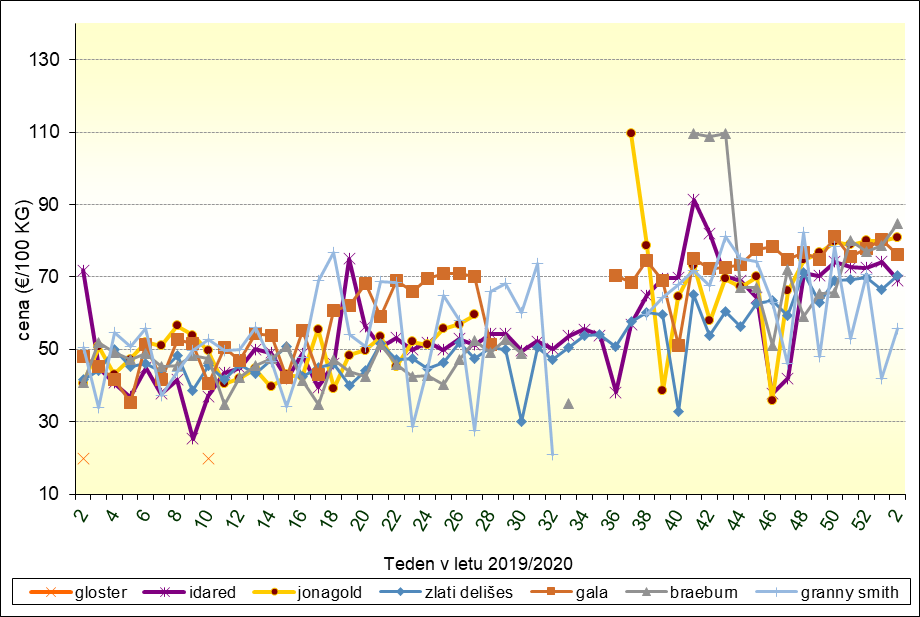 130
110
90
70
50
30
10
cena (€/100 KG)
2 4 6 8 10 12 14 16 18 20 22 24 26 28 30 32 34 36 38 40 42 44 46 48 50 52 2
Teden v letu 2019/2020
gloster idared jonagold zlati delišes gala braeburn granny smith